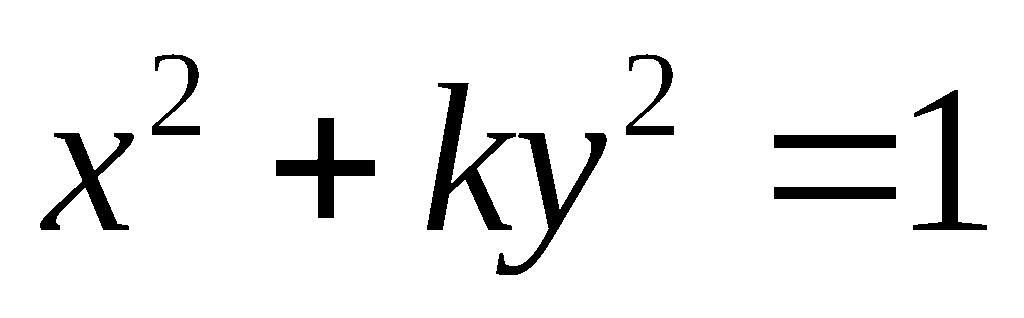 x² + ky² = 1